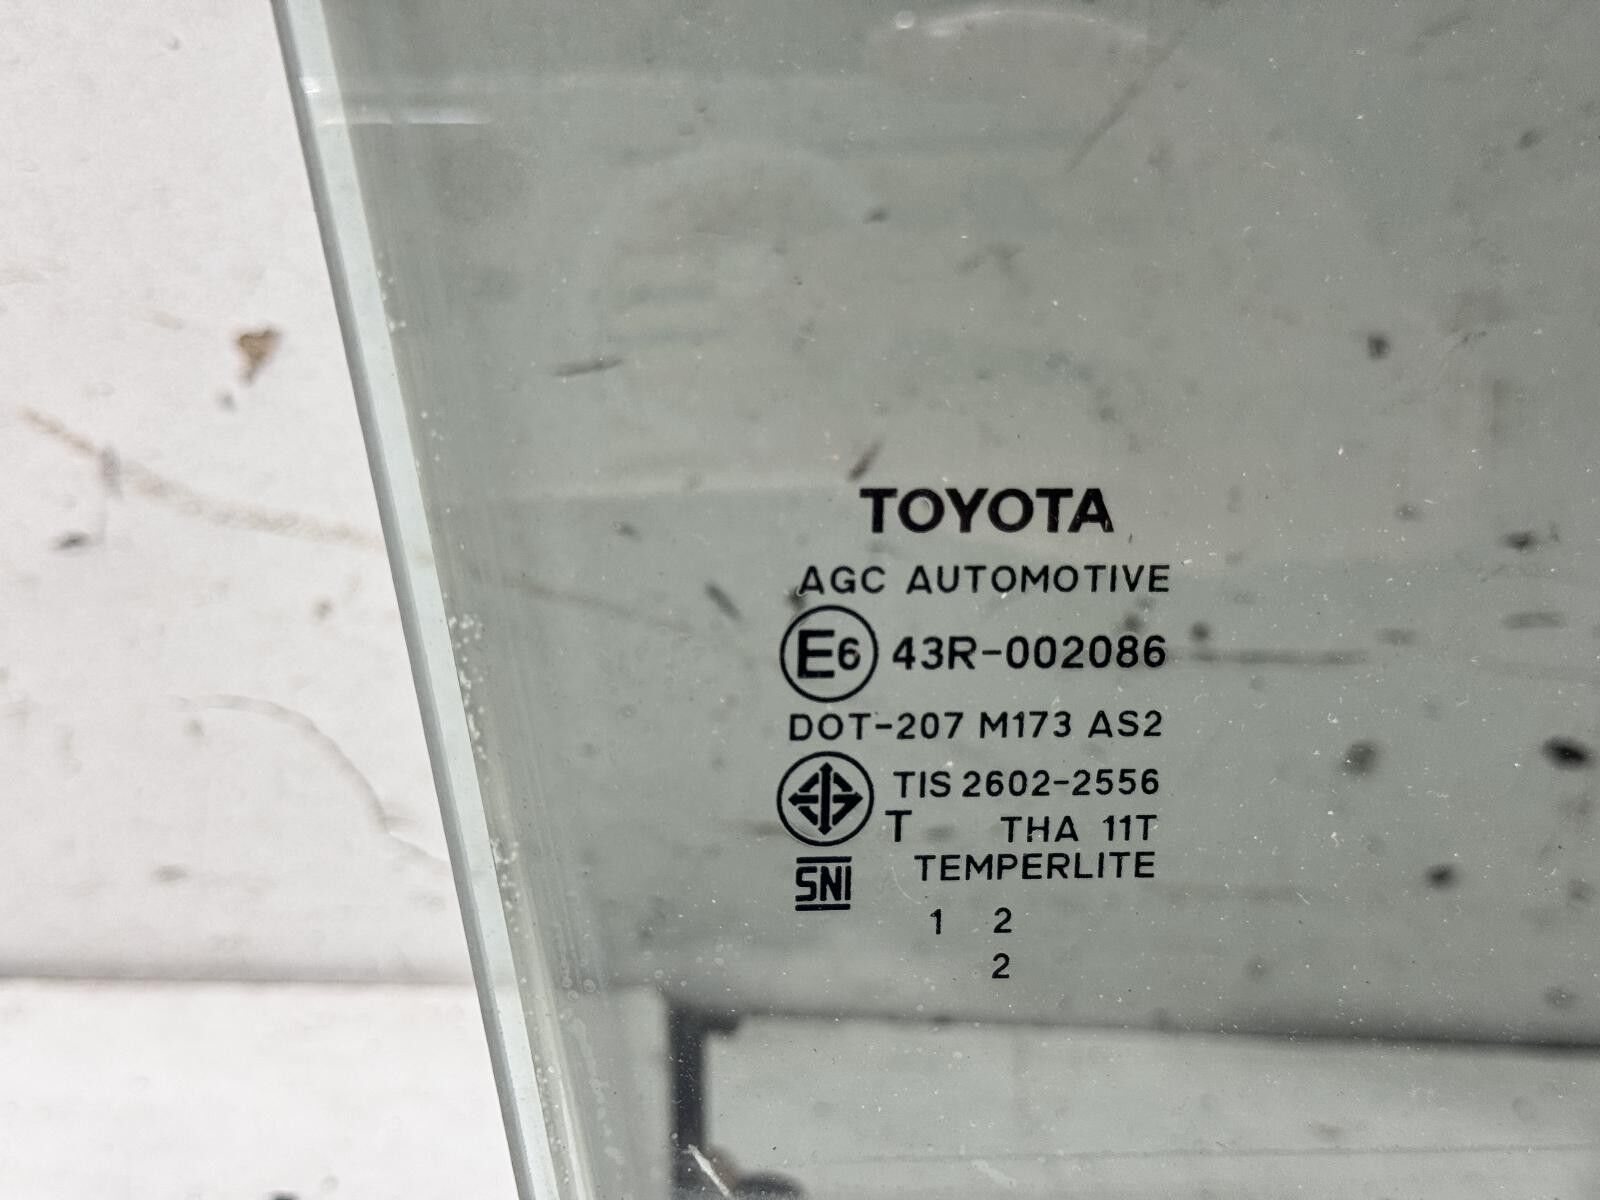 TOYOTA
AGC AUTOMOTIVE
E6 43R-002086
DOT-207 M173 AS2
TIS 2602-2556
T THA 11T
SNI TEMPERLITE
1 2
2